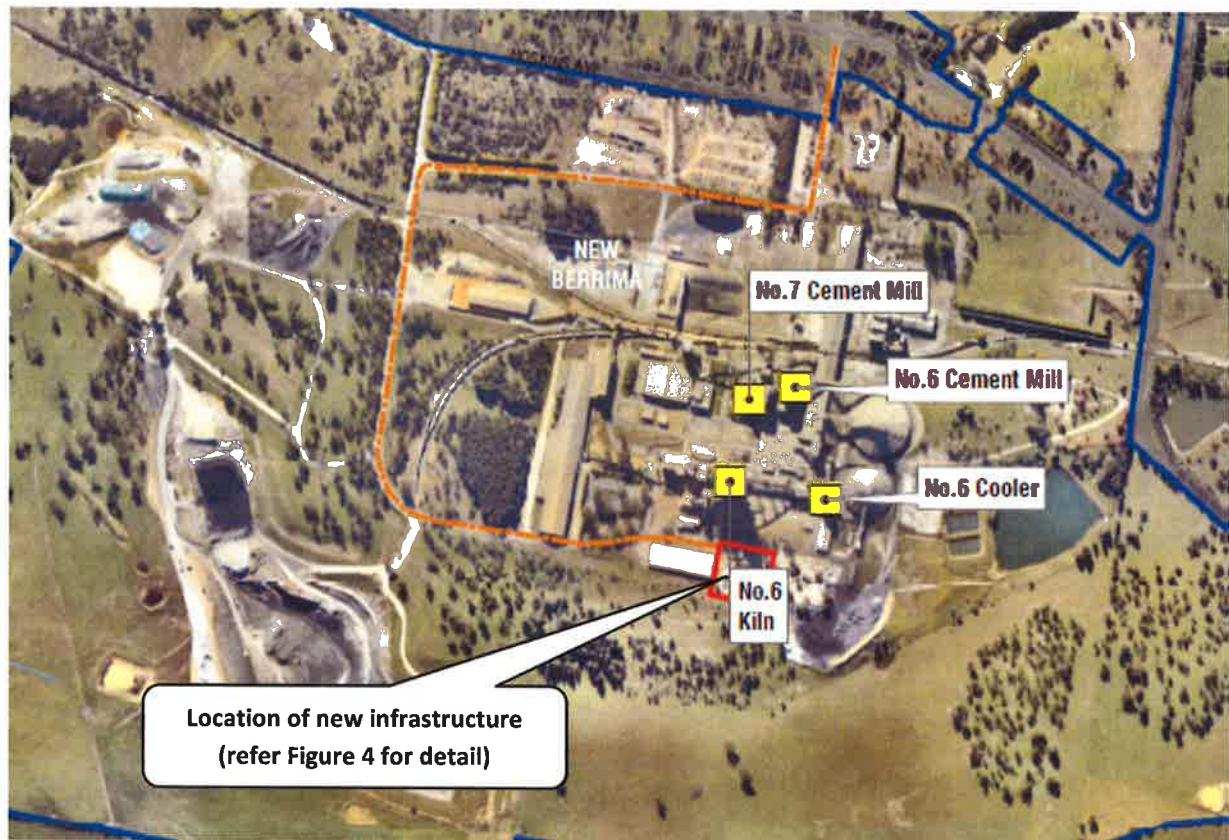 NEW
BERRIMA
No.7 Cement Mill
No.6 Cement Mill
No.6 Cooler
No.6
Kiln
Location of new infrastructure
(refer Figure 4 for detail)